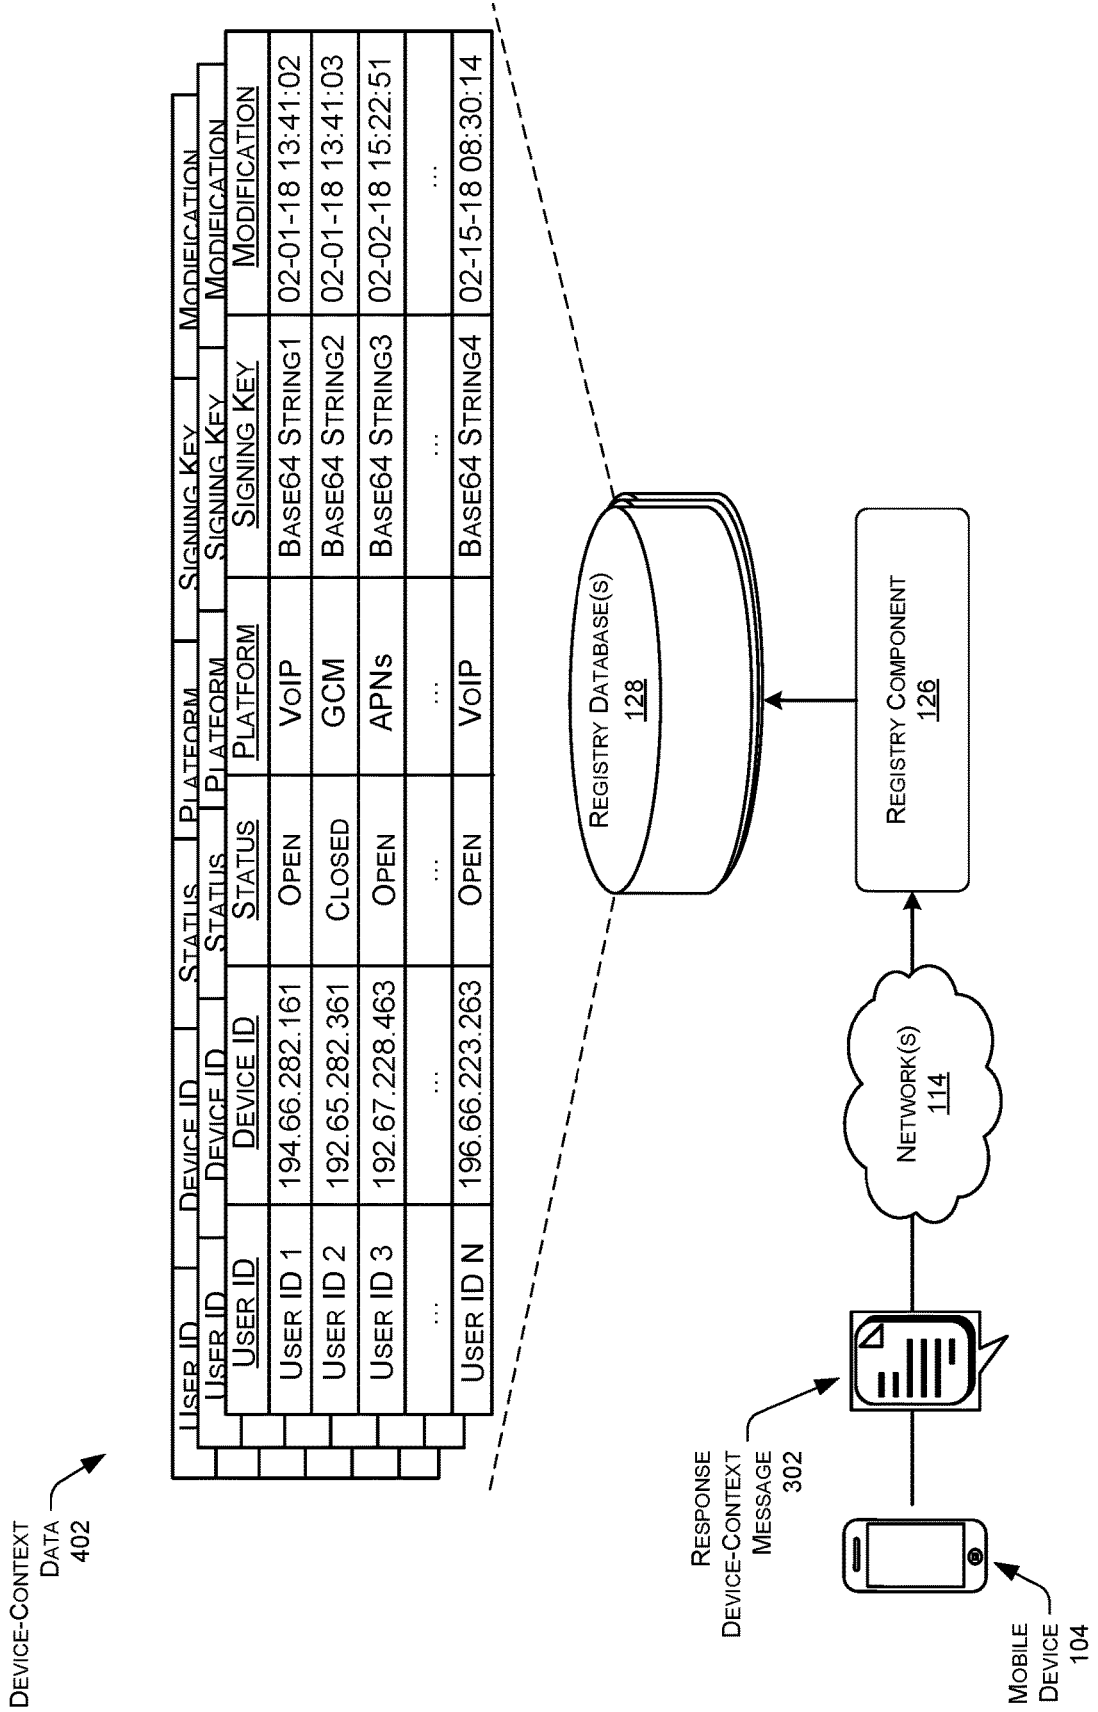 DEVICE-CONTEXT
DATA
402
USER ID DEVICE ID STATUS PLATFORM SIGNING KEY MODIFICATION
USER ID DEVICE ID STATUS PLATFORM SIGNING KEY MODIFICATION
USER ID DEVICE ID STATUS PLATFORM SIGNING KEY MODIFICATION
USER ID 1 194.66.282.161 OPEN VOIP BASE64 STRING1 02-01-18 13:41:02
USER ID 2 192.65.282.361 CLOSED GCM BASE64 STRING2 02-01-18 13:41:03
USER ID 3 192.67.228.463 OPEN APNs BASE64 STRING3 02-02-18 15:22:51
... ... ... ... ... ...
USER ID N 196.66.223.263 OPEN VOIP BASE64 STRING4 02-15-18 08:30:14
REGISTRY DATABASE(S)
128
RESPONSE
DEVICE-CONTEXT
MESSAGE
302
NETWORK(S)
114
REGISTRY COMPONENT
126
MOBILE
DEVICE
104